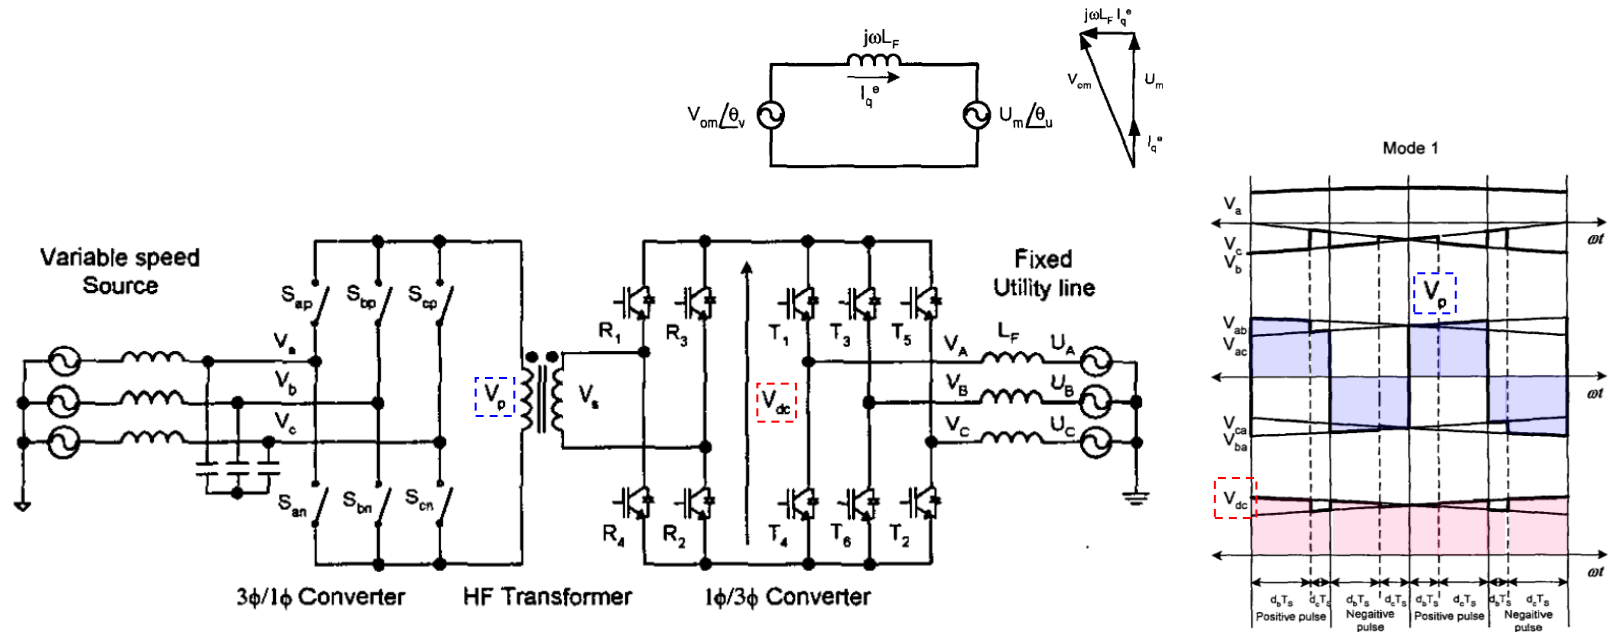 jωL_F I_q^e
jωL_F
I_q^e
V_om∠θ_v
U_m∠θ_u
V_om
U_m
I_q^e
Mode 1
V_a
V_c
V_b
ωt
V_p
V_ab
V_ac
ωt
V_ca
V_ba
V_dc
ωt
d_bT_S d_cT_S d_bT_S d_cT_S d_bT_S d_cT_S d_bT_S d_cT_S
Positive pulse Negaitive pulse Positive pulse Negaitive pulse
Variable speed
Source
S_ap S_bp S_cp
V_a
V_b
V_c
S_an S_bn S_cn
V_p
V_s
R_1 R_3
R_4 R_2
V_dc
T_1 T_3 T_5
T_4 T_6 T_2
Fixed
Utility line
L_F
V_A U_A
V_B U_B
V_C U_C
3ϕ/1ϕ Converter
HF Transformer
1ϕ/3ϕ Converter